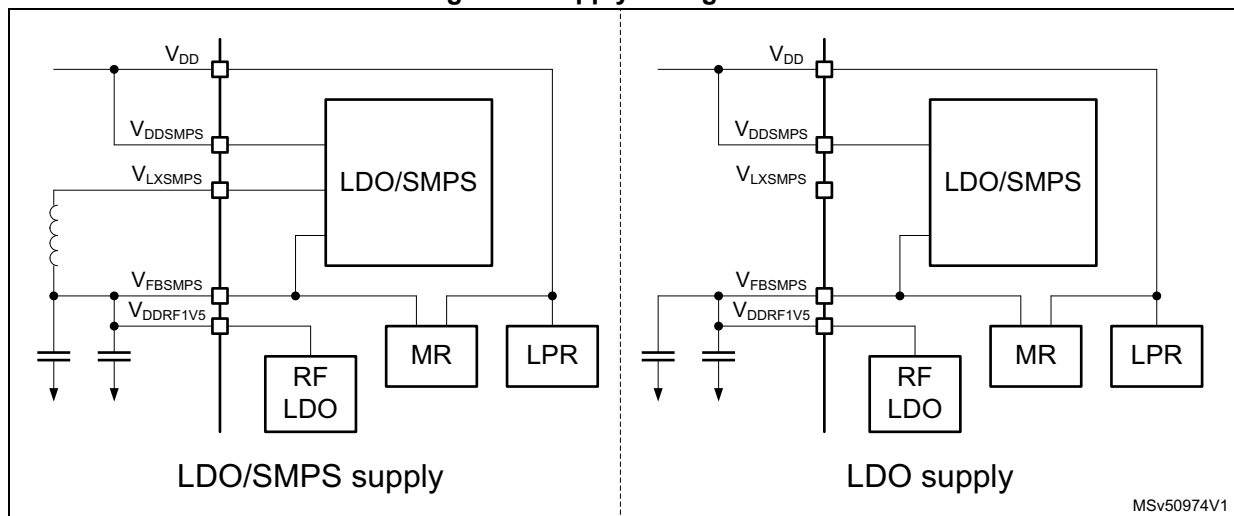 VDD
VDDSMPS
VLXSMPS
LDO/SMPS
VFBSMPS
VDDRF1V5
RF
LDO
MR
LPR
LDO/SMPS supply
VDD
VDDSMPS
VLXSMPS
LDO/SMPS
VFBSMPS
VDDRF1V5
RF
LDO
MR
LPR
LDO supply
MSv50974V1